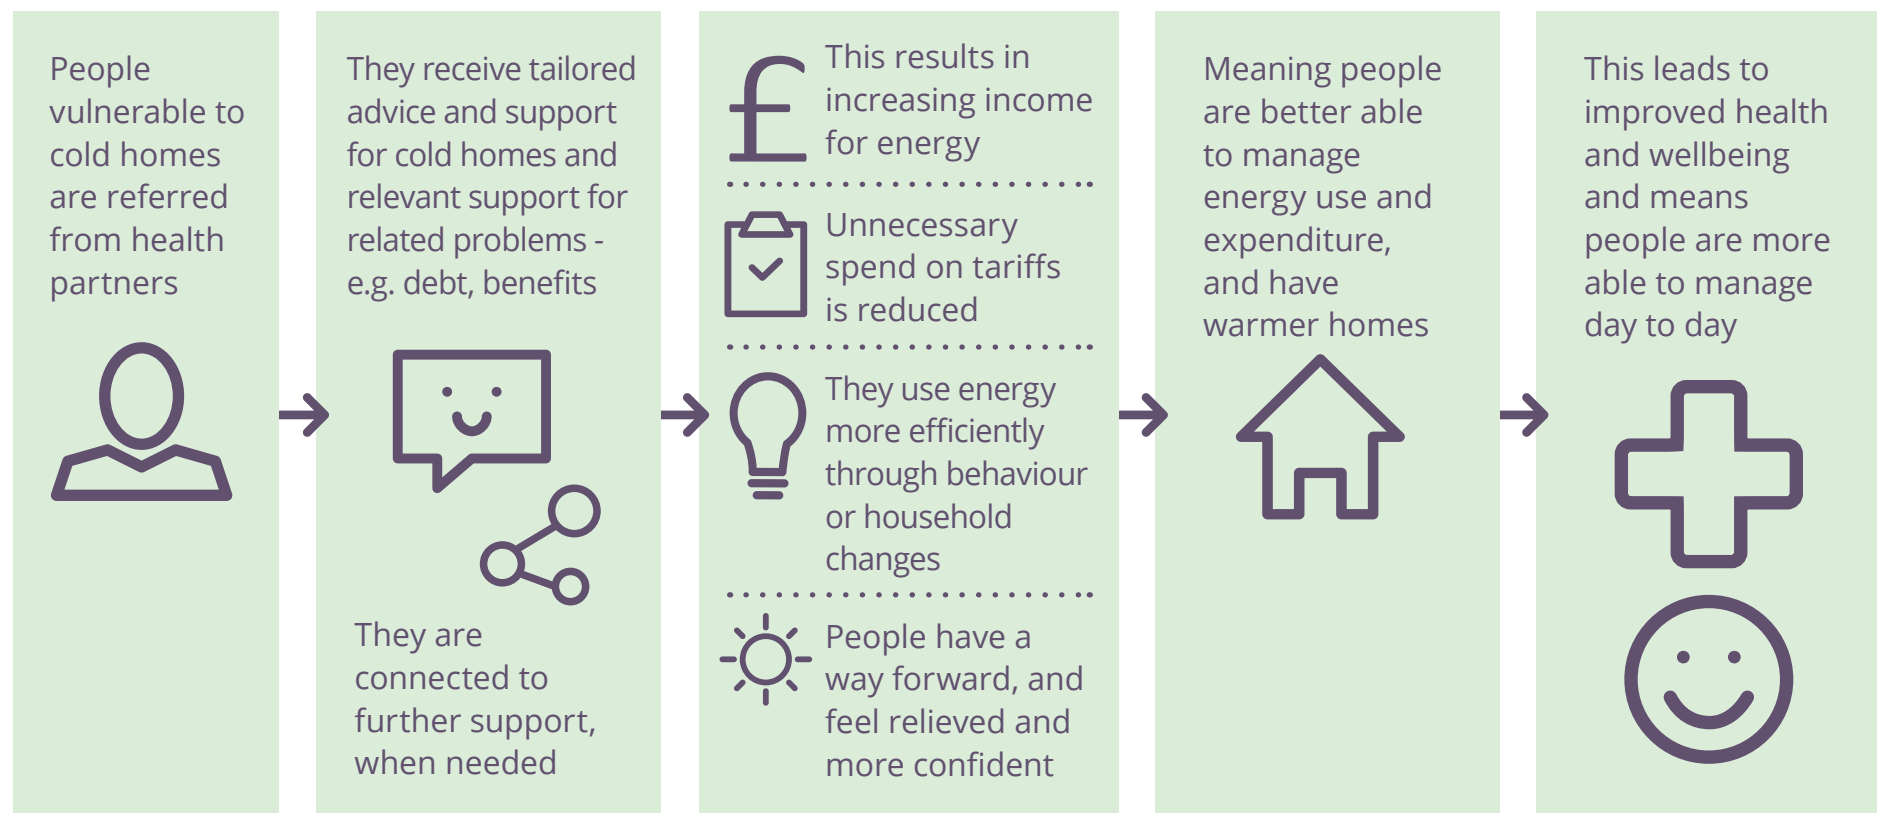 People
vulnerable to
cold homes
are referred
from health
partners
They receive tailored
advice and support
for cold homes and
relevant support for
related problems -
e.g. debt, benefits
They are
connected to
further support,
when needed
This results in
increasing income
for energy
Unnecessary
spend on tariffs
is reduced
They use energy
more efficiently
through behaviour
or household
changes
People have a
way forward, and
feel relieved and
more confident
Meaning people
are better able
to manage
energy use and
expenditure,
and have
warmer homes
This leads to
improved health
and wellbeing
and means
people are more
able to manage
day to day